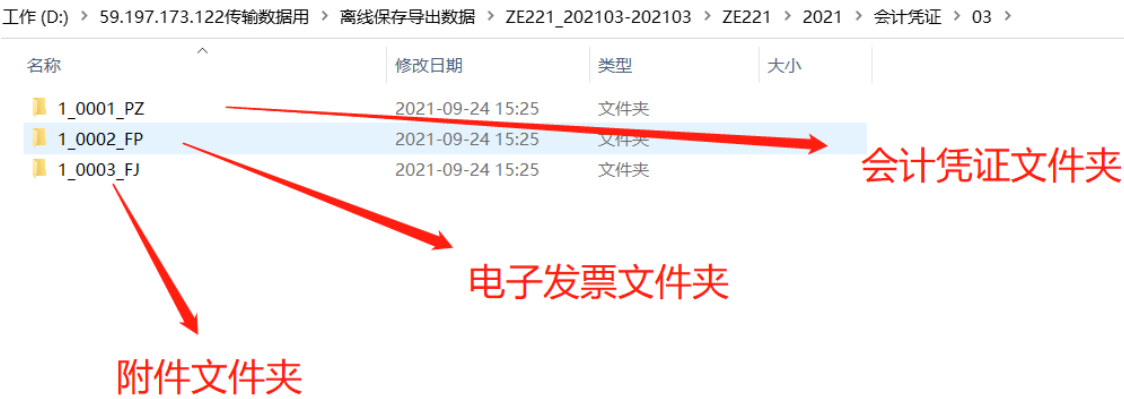 工作 (D:) > 59.197.173.122传输数据用 > 离线保存导出数据 > ZE221_202103-202103 > ZE221 > 2021 > 会计凭证 > 03 >
名称 修改日期 类型 大小
1_0001_PZ 2021-09-24 15:25 文件夹
1_0002_FP 2021-09-24 15:25 文件夹
会计凭证文件夹
1_0003_FJ 2021-09-24 15:25 文件夹
电子发票文件夹
附件文件夹